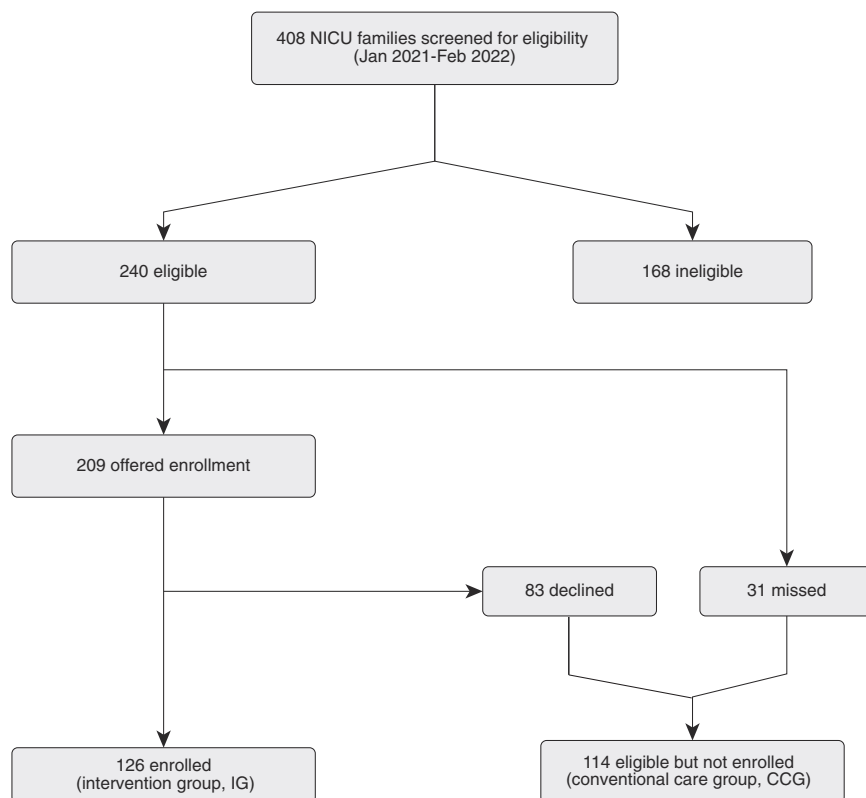 408 NICU families screened for eligibility
(Jan 2021-Feb 2022)
240 eligible
168 ineligible
209 offered enrollment
83 declined
31 missed
126 enrolled
(intervention group, IG)
114 eligible but not enrolled
(conventional care group, CCG)